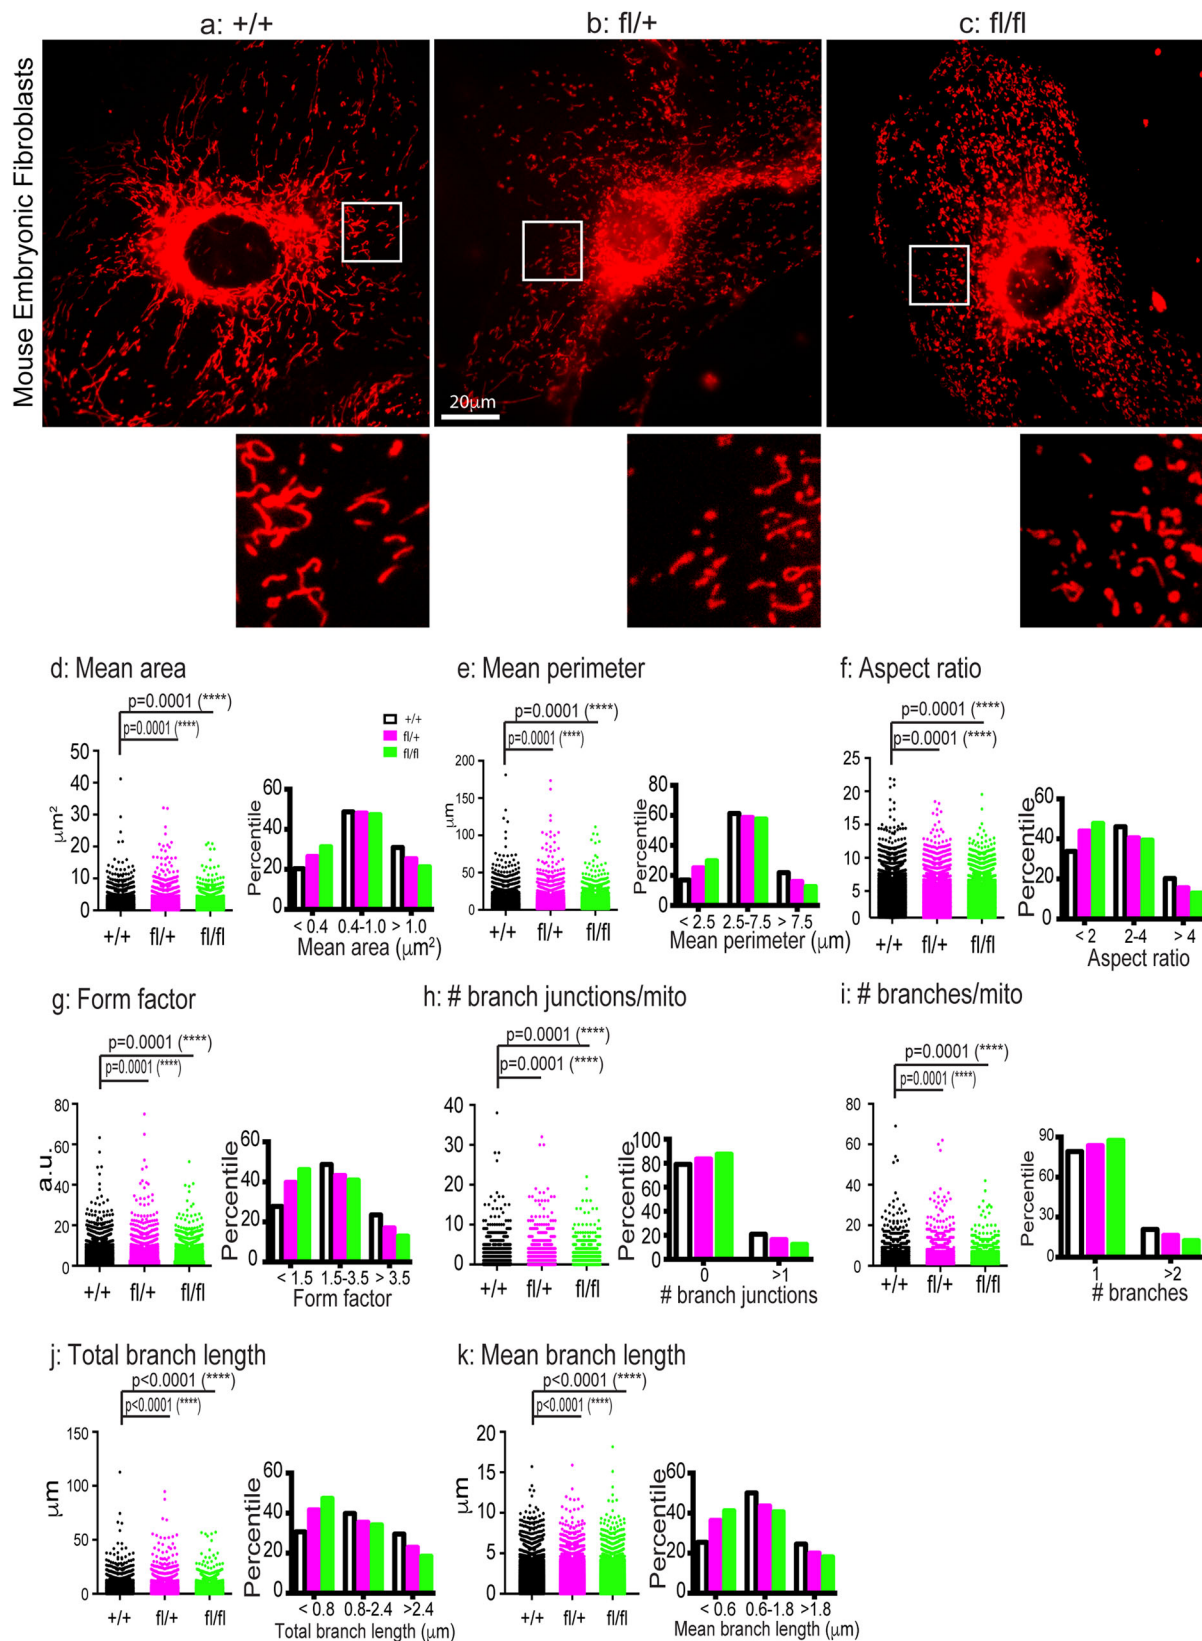 a: +/+
b: fl/+
c: fl/fl
Mouse Embryonic Fibroblasts
20μm
d: Mean area
p=0.0001 (****)
p=0.0001 (****)
μm²
50
40
30
20
10
0
+/+
fl/+
fl/fl
+/+
fl/+
fl/fl
Percentile
60
40
20
0
< 0.4
0.4-1.0
> 1.0
Mean area (μm²)
e: Mean perimeter
p=0.0001 (****)
p=0.0001 (****)
μm
200
150
100
50
0
+/+
fl/+
fl/fl
Percentile
80
60
40
20
0
< 2.5
2.5-7.5
> 7.5
Mean perimeter (μm)
f: Aspect ratio
p=0.0001 (****)
p=0.0001 (****)
25
20
15
10
5
0
+/+
fl/+
fl/fl
Percentile
60
40
20
0
< 2
2-4
> 4
Aspect ratio
g: Form factor
p=0.0001 (****)
p=0.0001 (****)
a.u.
80
60
40
20
0
+/+
fl/+
fl/fl
Percentile
60
40
20
0
< 1.5
1.5-3.5
> 3.5
Form factor
h: # branch junctions/mito
p=0.0001 (****)
p=0.0001 (****)
40
30
20
10
0
+/+
fl/+
fl/fl
Percentile
100
80
60
40
20
0
0
>1
# branch junctions
i: # branches/mito
p=0.0001 (****)
p=0.0001 (****)
80
60
40
20
0
+/+
fl/+
fl/fl
Percentile
90
60
30
0
1
>2
# branches
j: Total branch length
p<0.0001 (****)
p<0.0001 (****)
μm
150
100
50
0
+/+
fl/+
fl/fl
Percentile
60
40
20
0
< 0.8
0.8-2.4
>2.4
Total branch length (μm)
k: Mean branch length
p<0.0001 (****)
p<0.0001 (****)
μm
20
15
10
5
0
+/+
fl/+
fl/fl
Percentile
60
40
20
0
< 0.6
0.6-1.8
>1.8
Mean branch length (μm)